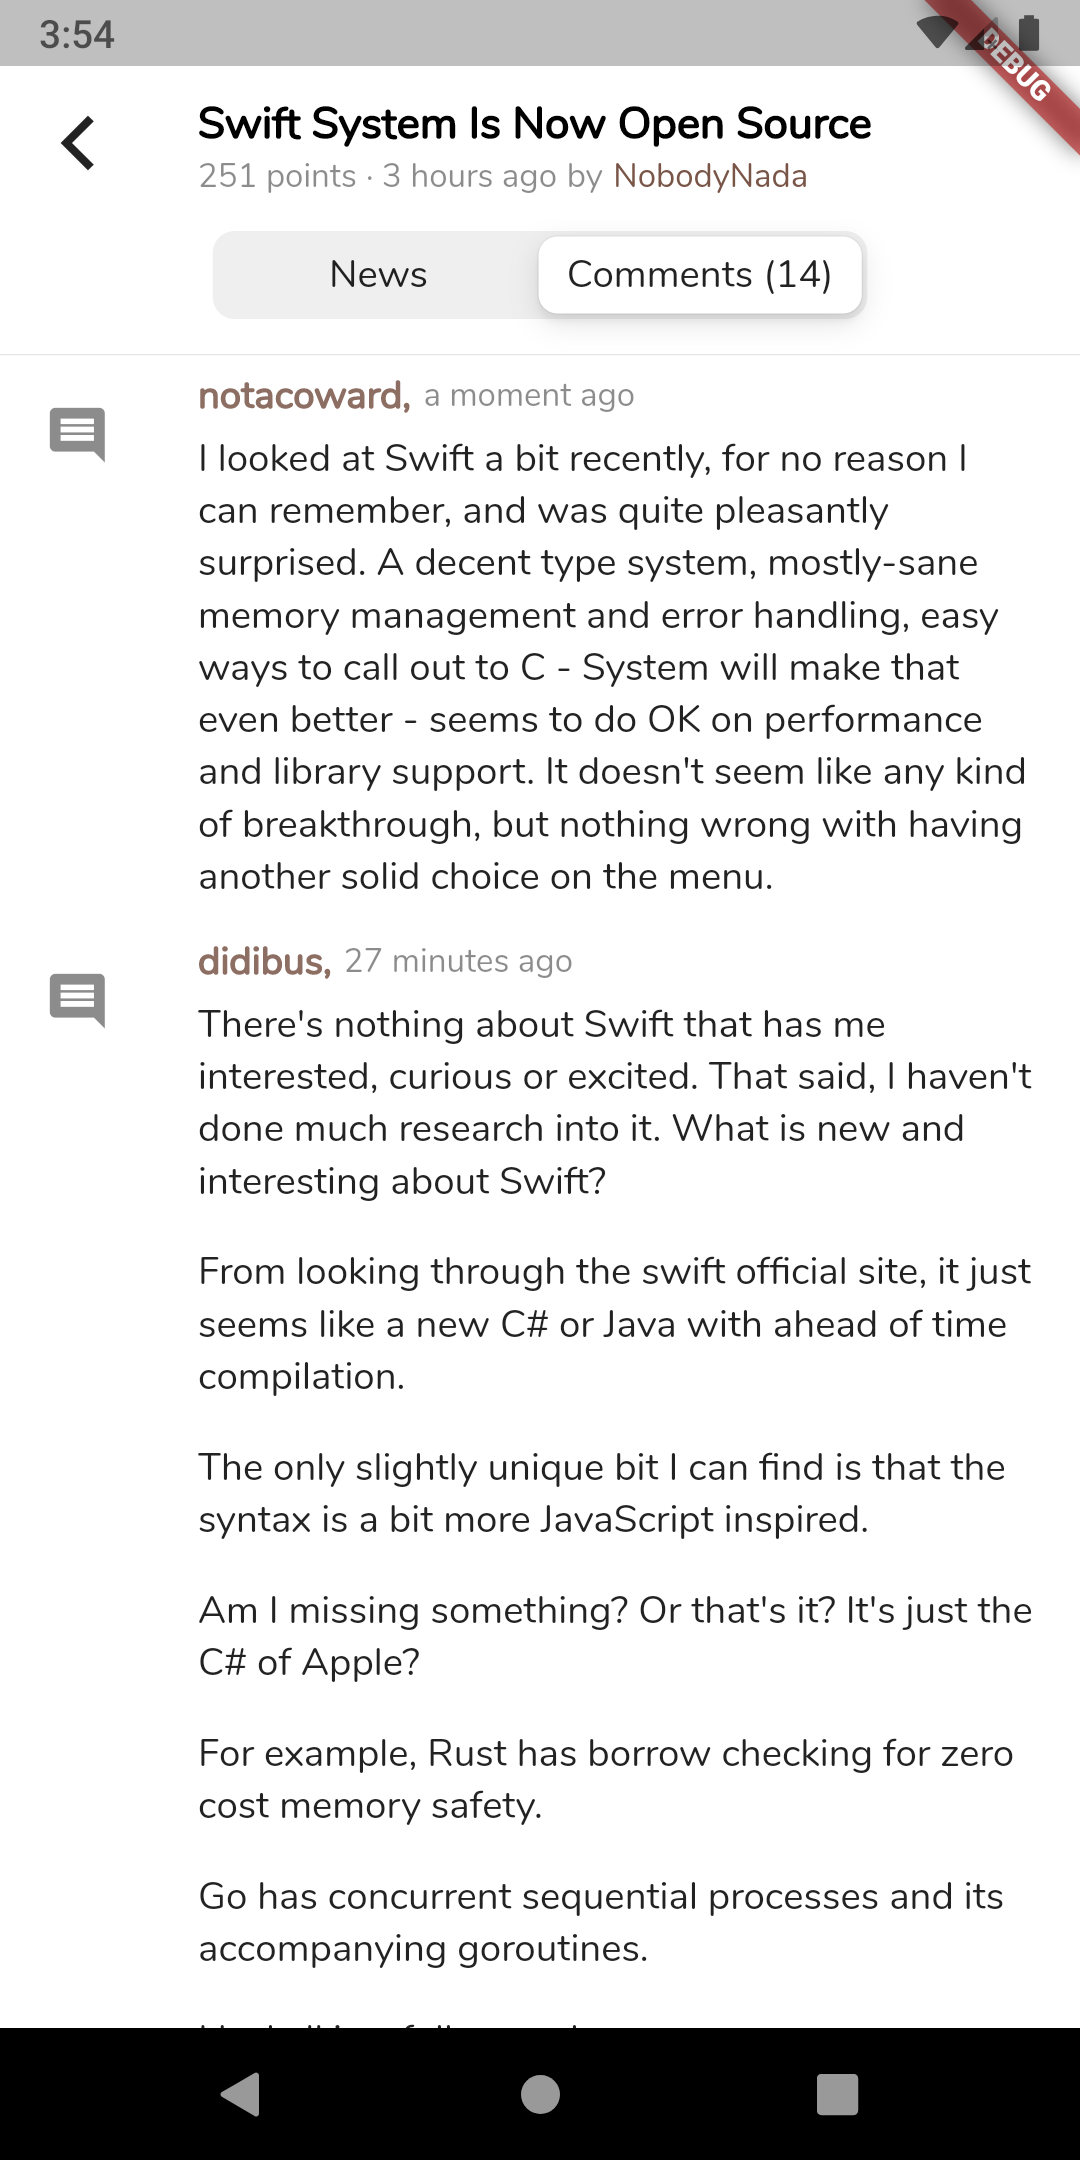 3:54
DEBUG
Swift System Is Now Open Source
251 points · 3 hours ago by NobodyNada
News
Comments (14)
notacoward, a moment ago
I looked at Swift a bit recently, for no reason I
can remember, and was quite pleasantly
surprised. A decent type system, mostly-sane
memory management and error handling, easy
ways to call out to C - System will make that
even better - seems to do OK on performance
and library support. It doesn't seem like any kind
of breakthrough, but nothing wrong with having
another solid choice on the menu.
didibus, 27 minutes ago
There's nothing about Swift that has me
interested, curious or excited. That said, I haven't
done much research into it. What is new and
interesting about Swift?
From looking through the swift official site, it just
seems like a new C# or Java with ahead of time
compilation.
The only slightly unique bit I can find is that the
syntax is a bit more JavaScript inspired.
Am I missing something? Or that's it? It's just the
C# of Apple?
For example, Rust has borrow checking for zero
cost memory safety.
Go has concurrent sequential processes and its
accompanying goroutines.